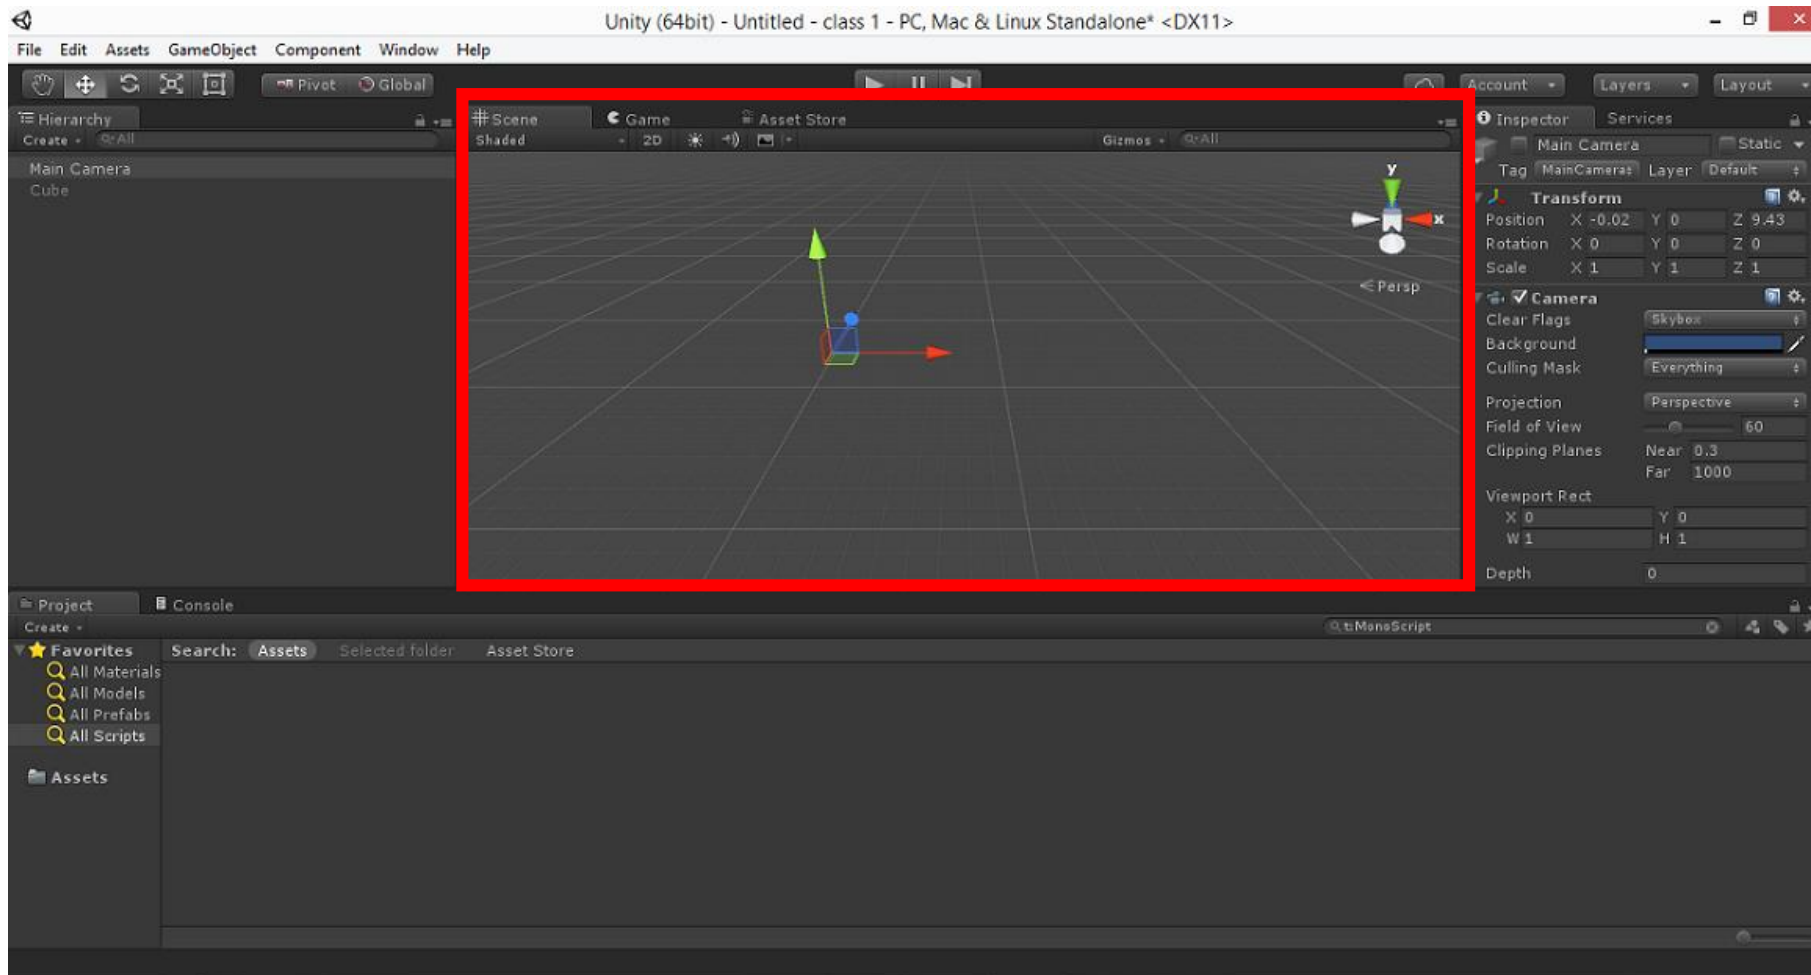 Unity (64bit) - Untitled - class 1 - PC, Mac & Linux Standalone* <DX11>
File Edit Assets GameObject Component Window Help
Pivot Global Account Layers Layout
Hierarchy
Create All
Main Camera
Cube
Scene Game Asset Store
Shaded 2D Gizmos All
y
x
Persp
Inspector Services
Main Camera Static
Tag MainCamera Layer Default
Transform
Position X -0.02 Y 0 Z 9.43
Rotation X 0 Y 0 Z 0
Scale X 1 Y 1 Z 1
Camera
Clear Flags Skybox
Background
Culling Mask Everything
Projection Perspective
Field of View 60
Clipping Planes Near 0.3
Far 1000
Viewport Rect
X 0 Y 0
W 1 H 1
Depth 0
Project Console
Create t:MonoScript
Favorites Search: Assets Selected folder Asset Store
All Materials
All Models
All Prefabs
All Scripts
Assets